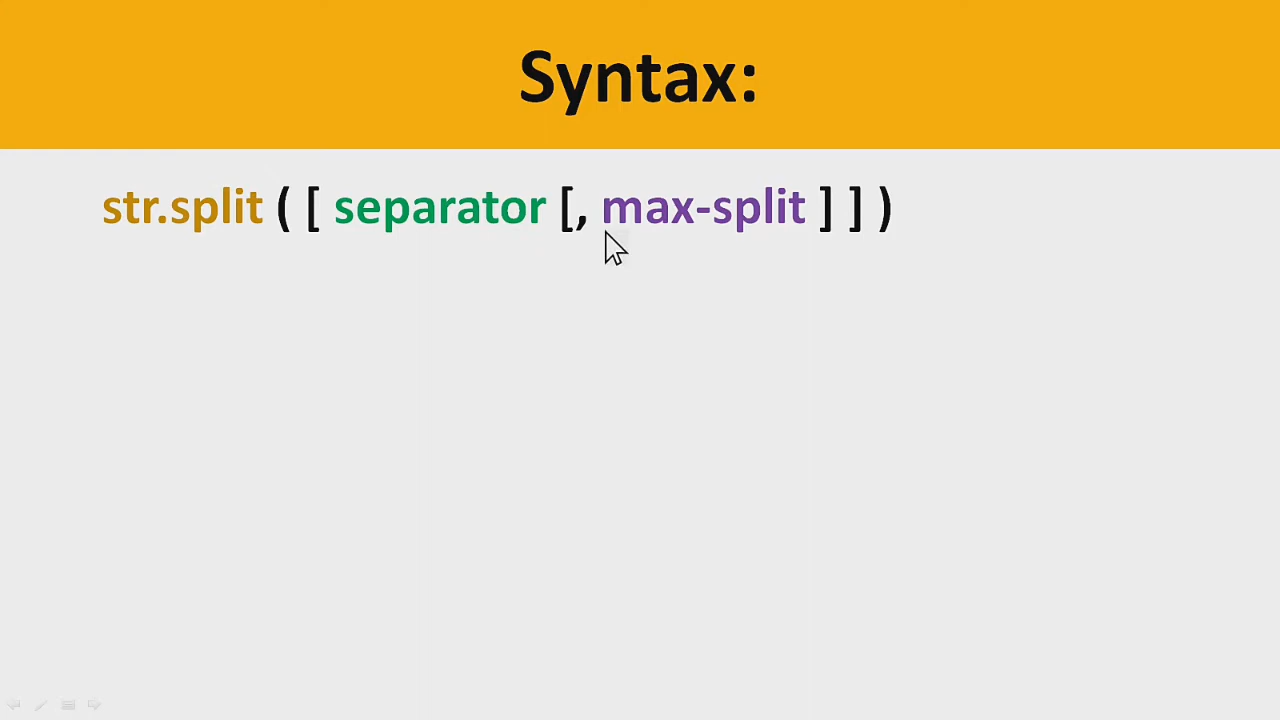 Syntax:
str.split ( [ separator [, max-split ] ] )